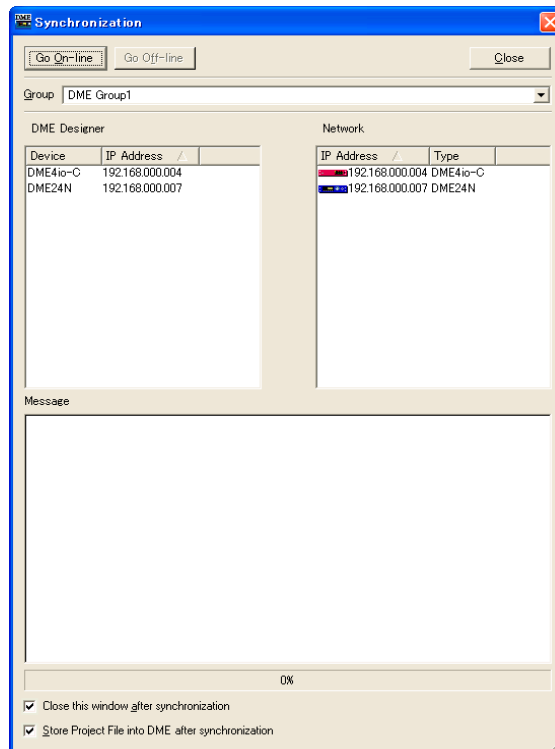 DME Synchronization
Go On-line Go Off-line Close
Group DME Group1
DME Designer Network
Device IP Address IP Address Type
DME4io-C 192.168.000.004 192.168.000.004 DME4io-C
DME24N 192.168.000.007 192.168.000.007 DME24N
Message
0%
Close this window after synchronization
Store Project File into DME after synchronization